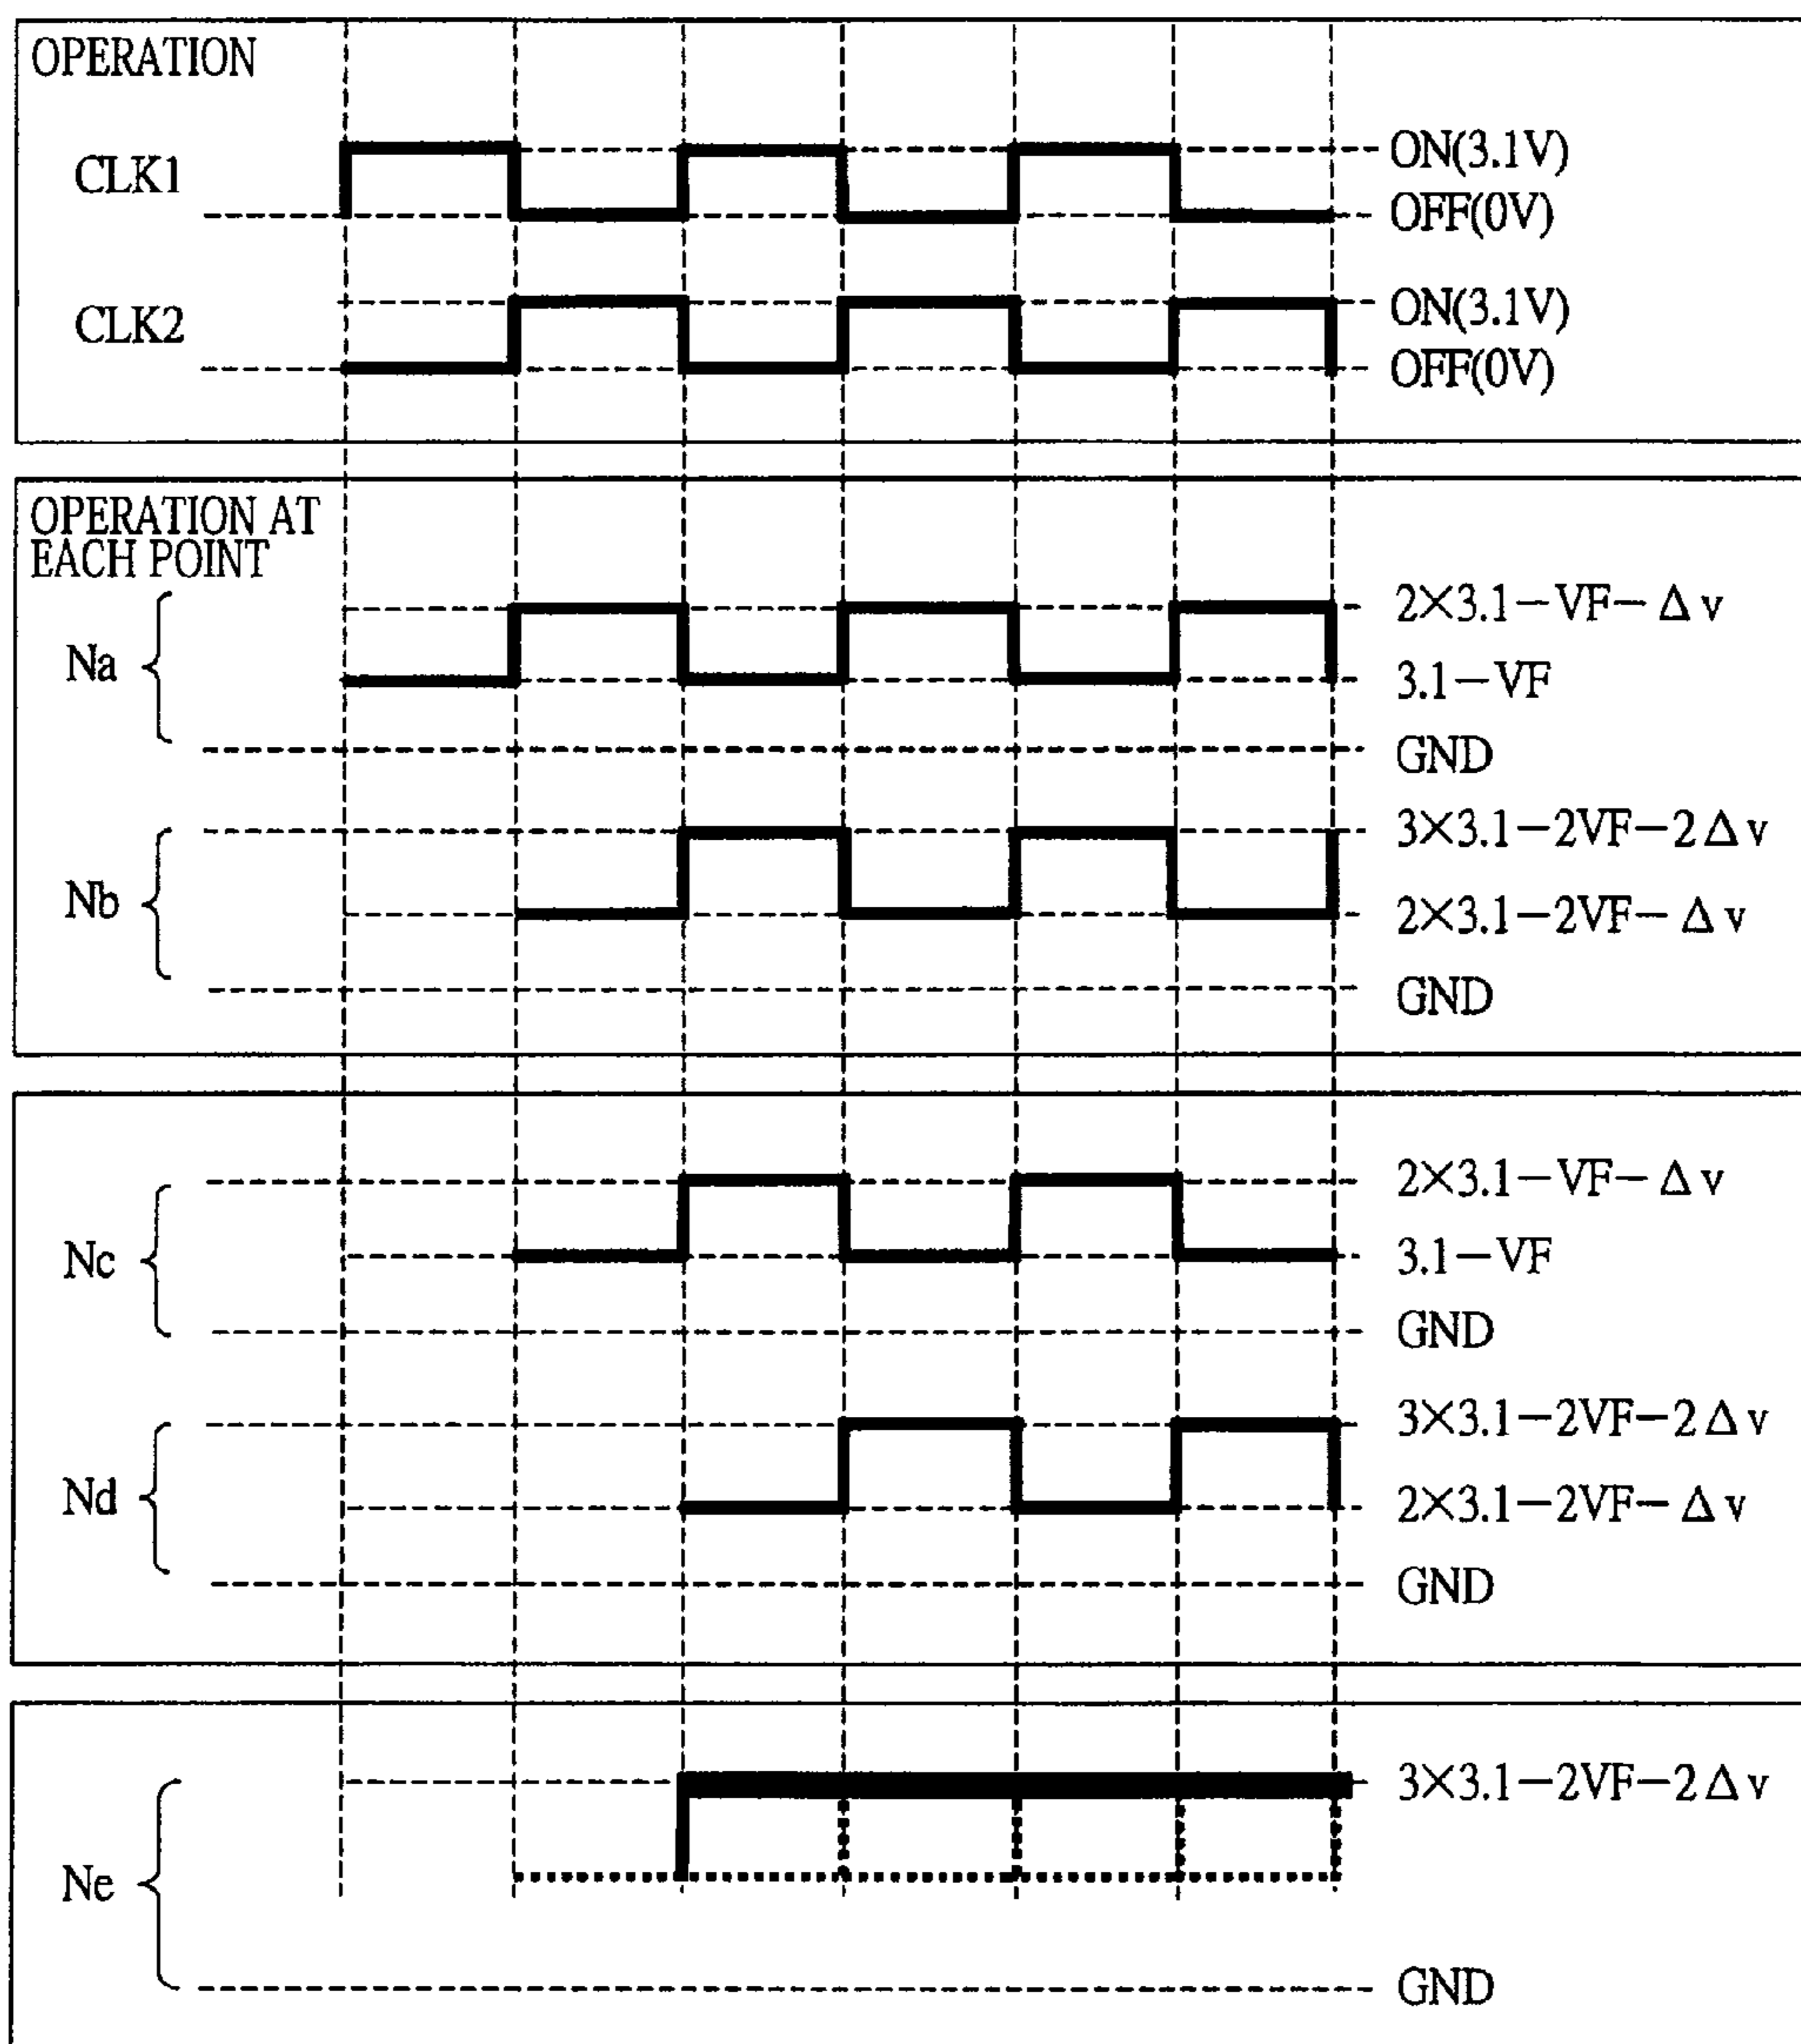 OPERATION
CLK1
ON(3.1V)
OFF(0V)
CLK2
ON(3.1V)
OFF(0V)
OPERATION AT
EACH POINT
Na
2×3.1−VF−Δv
3.1−VF
GND
Nb
3×3.1−2VF−2Δv
2×3.1−2VF−Δv
GND
Nc
2×3.1−VF−Δv
3.1−VF
GND
Nd
3×3.1−2VF−2Δv
2×3.1−2VF−Δv
GND
Ne
3×3.1−2VF−2Δv
GND